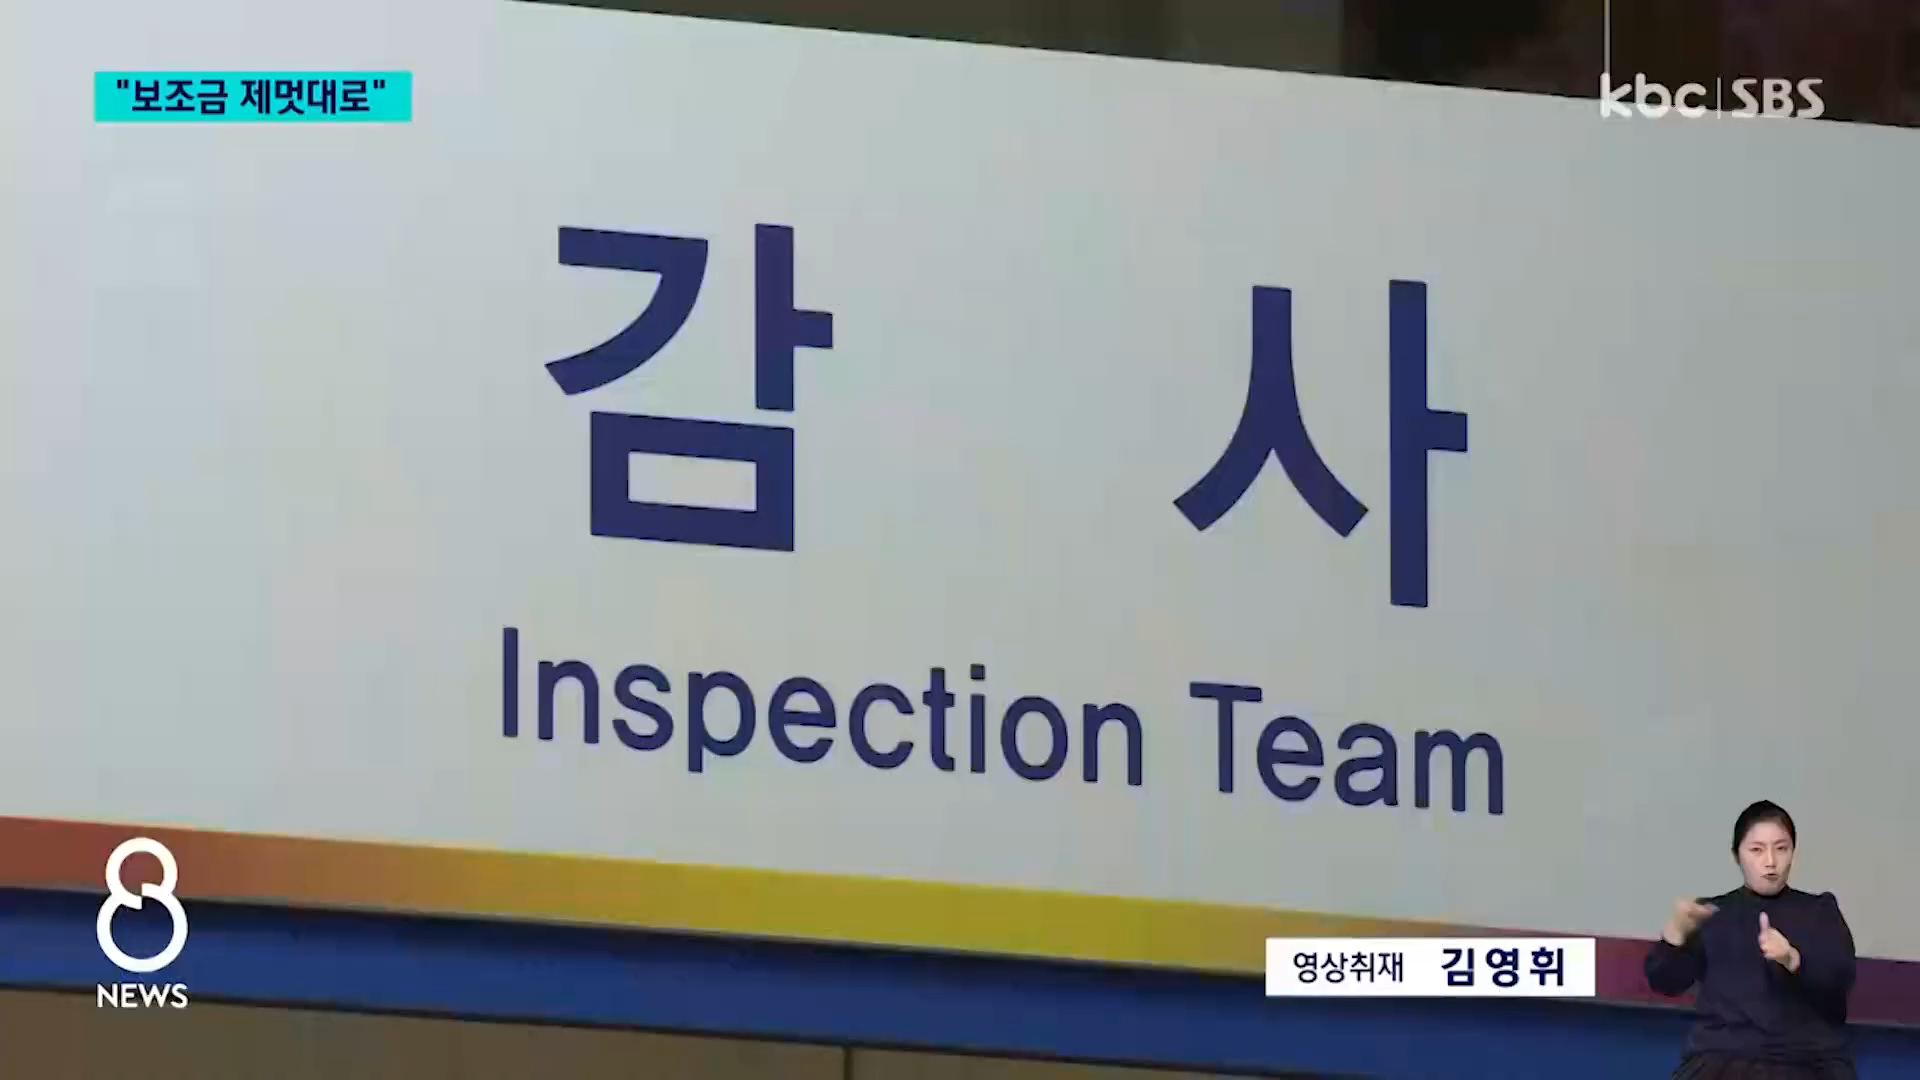 "보조금 제멋대로"
kbc SBS
감 사
Inspection Team
8
NEWS
영상취재 김영휘